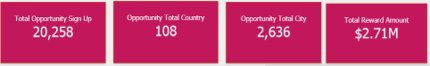 Total Opportunity Sign Up
20,258
Opportunity Total Country
108
Opportunity Total City
2,636
Total Reward Amount
$2.71M